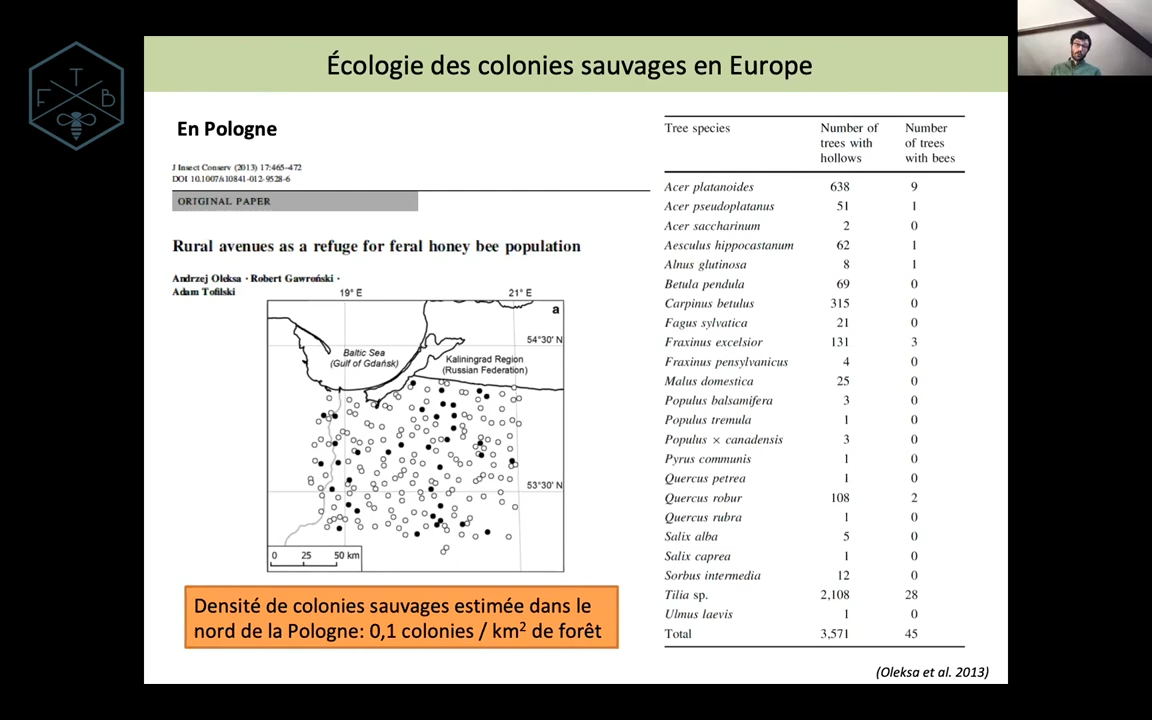 T
F B
Écologie des colonies sauvages en Europe
En Pologne
J Insect Conserv (2013) 17:465–472
DOI 10.1007/s10841-012-9528-6
ORIGINAL PAPER
Rural avenues as a refuge for feral honey bee population
Andrzej Oleksa · Robert Gawroński ·
Adam Tofilski
19° E 21° E
a
54°30' N
Baltic Sea
(Gulf of Gdańsk)
Kaliningrad Region
(Russian Federation)
53°30' N
0 25 50 km
Densité de colonies sauvages estimée dans le
nord de la Pologne: 0,1 colonies / km² de forêt
Tree species Number of trees with hollows Number of trees with bees
Acer platanoides 638 9
Acer pseudoplatanus 51 1
Acer saccharinum 2 0
Aesculus hippocastanum 62 1
Alnus glutinosa 8 1
Betula pendula 69 0
Carpinus betulus 315 0
Fagus sylvatica 21 0
Fraxinus excelsior 131 3
Fraxinus pensylvanicus 4 0
Malus domestica 25 0
Populus balsamifera 3 0
Populus tremula 1 0
Populus × canadensis 3 0
Pyrus communis 1 0
Quercus petrea 1 0
Quercus robur 108 2
Quercus rubra 1 0
Salix alba 5 0
Salix caprea 1 0
Sorbus intermedia 12 0
Tilia sp. 2,108 28
Ulmus laevis 1 0
Total 3,571 45
(Oleksa et al. 2013)